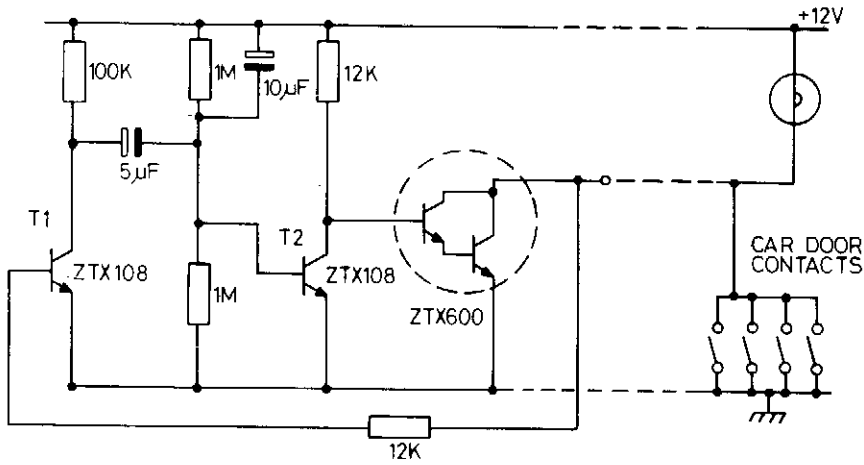 +12V
100K
1M
10µF
12K
5µF
T1
ZTX108
1M
T2
ZTX108
ZTX600
CAR DOOR
CONTACTS
12K